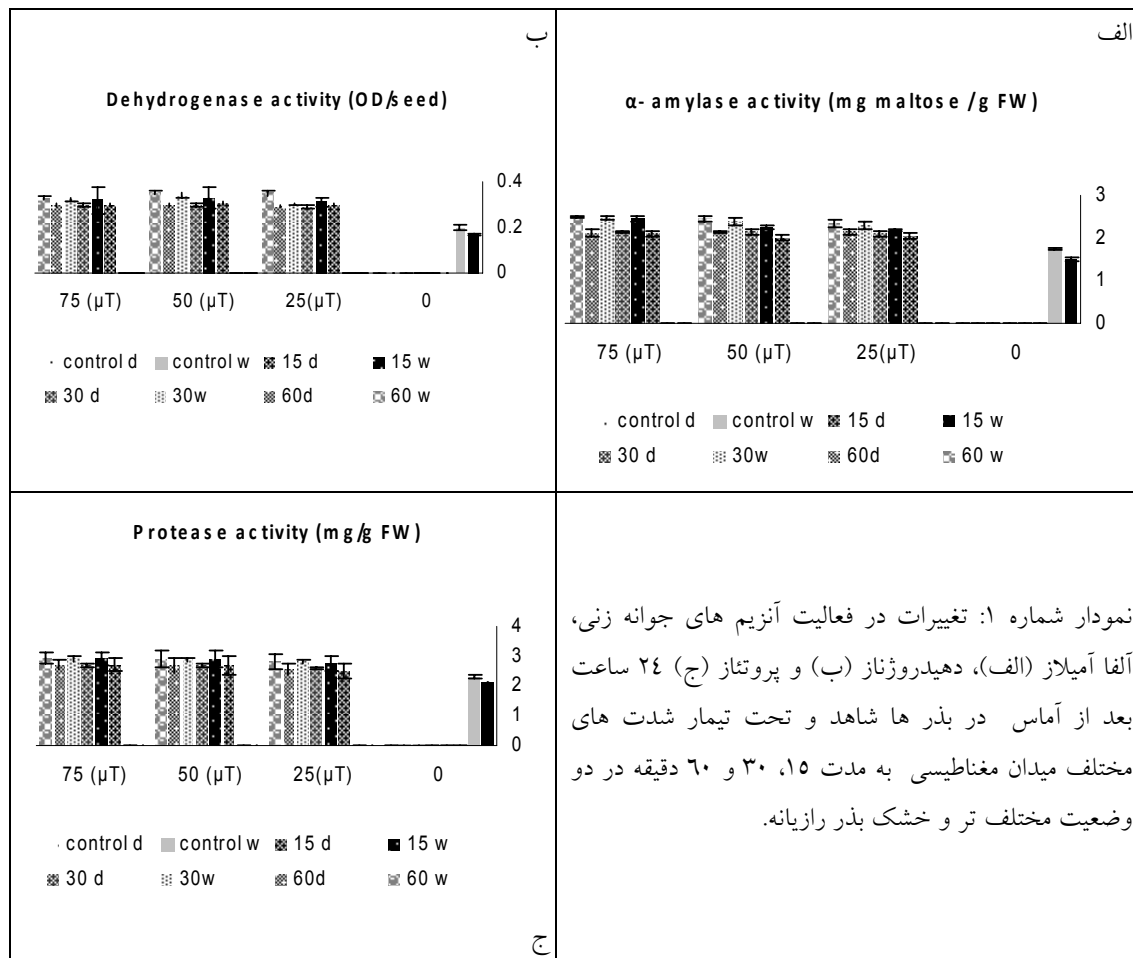 الف
α- amylase activity (mg maltose /g FW)
3
2
1
0
75 (μT) 50 (μT) 25(μT) 0
control d control w 15 d 15 w
30 d 30w 60d 60 w
ب
Dehydrogenase activity (OD/seed)
0.4
0.2
0
75 (μT) 50 (μT) 25(μT) 0
control d control w 15 d 15 w
30 d 30w 60d 60 w
نمودار شماره ۱: تغییرات در فعالیت آنزیم های جوانه زنی،
آلفا آمیلاز (الف)، دهیدروژناز (ب) و پروتئاز (ج) ۲٤ ساعت
بعد از آماس در بذر ها شاهد و تحت تیمار شدت های
مختلف میدان مغناطیسی به مدت ۱۵، ۳۰ و ٦۰ دقیقه در دو
وضعیت مختلف تر و خشک بذر رازیانه.
Protease activity (mg/g FW)
4
3
2
1
0
75 (μT) 50 (μT) 25(μT) 0
control d control w 15 d 15 w
30 d 30w 60d 60 w
ج